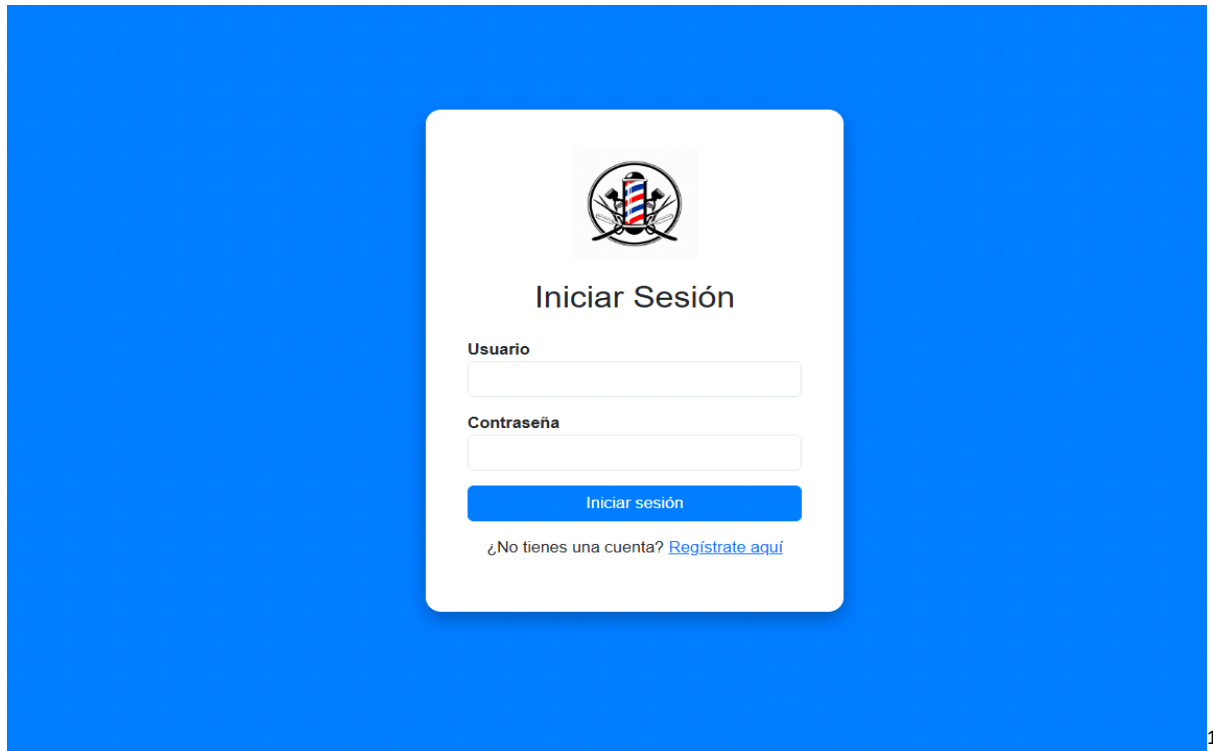 Iniciar Sesión
Usuario
Contraseña
Iniciar sesión
¿No tienes una cuenta? Regístrate aquí
1